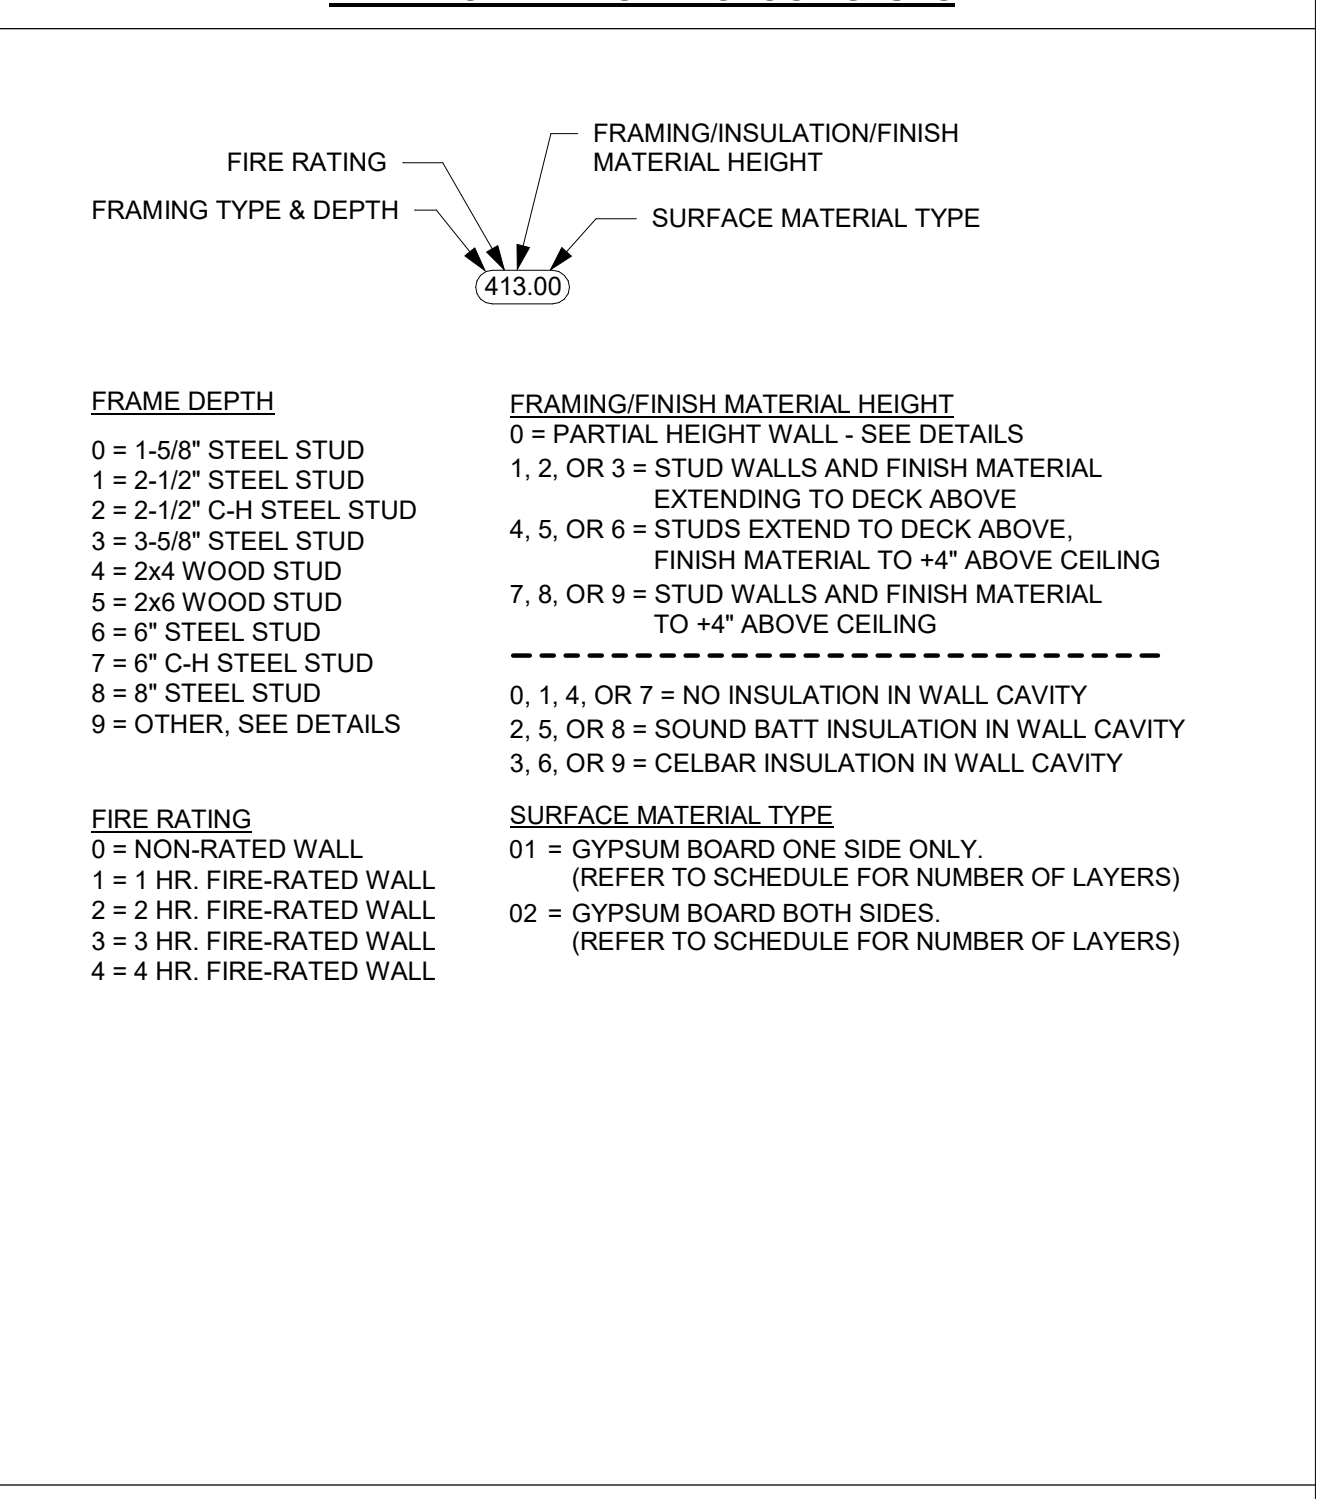 FRAMING/INSULATION/FINISH
MATERIAL HEIGHT
FIRE RATING
FRAMING TYPE & DEPTH
SURFACE MATERIAL TYPE
413.00
FRAME DEPTH
0 = 1-5/8" STEEL STUD
1 = 2-1/2" STEEL STUD
2 = 2-1/2" C-H STEEL STUD
3 = 3-5/8" STEEL STUD
4 = 2x4 WOOD STUD
5 = 2x6 WOOD STUD
6 = 6" STEEL STUD
7 = 6" C-H STEEL STUD
8 = 8" STEEL STUD
9 = OTHER, SEE DETAILS
FIRE RATING
0 = NON-RATED WALL
1 = 1 HR. FIRE-RATED WALL
2 = 2 HR. FIRE-RATED WALL
3 = 3 HR. FIRE-RATED WALL
4 = 4 HR. FIRE-RATED WALL
FRAMING/FINISH MATERIAL HEIGHT
0 = PARTIAL HEIGHT WALL - SEE DETAILS
1, 2, OR 3 = STUD WALLS AND FINISH MATERIAL
EXTENDING TO DECK ABOVE
4, 5, OR 6 = STUDS EXTEND TO DECK ABOVE,
FINISH MATERIAL TO +4" ABOVE CEILING
7, 8, OR 9 = STUD WALLS AND FINISH MATERIAL
TO +4" ABOVE CEILING
0, 1, 4, OR 7 = NO INSULATION IN WALL CAVITY
2, 5, OR 8 = SOUND BATT INSULATION IN WALL CAVITY
3, 6, OR 9 = CELBAR INSULATION IN WALL CAVITY
SURFACE MATERIAL TYPE
01 = GYPSUM BOARD ONE SIDE ONLY.
(REFER TO SCHEDULE FOR NUMBER OF LAYERS)
02 = GYPSUM BOARD BOTH SIDES.
(REFER TO SCHEDULE FOR NUMBER OF LAYERS)